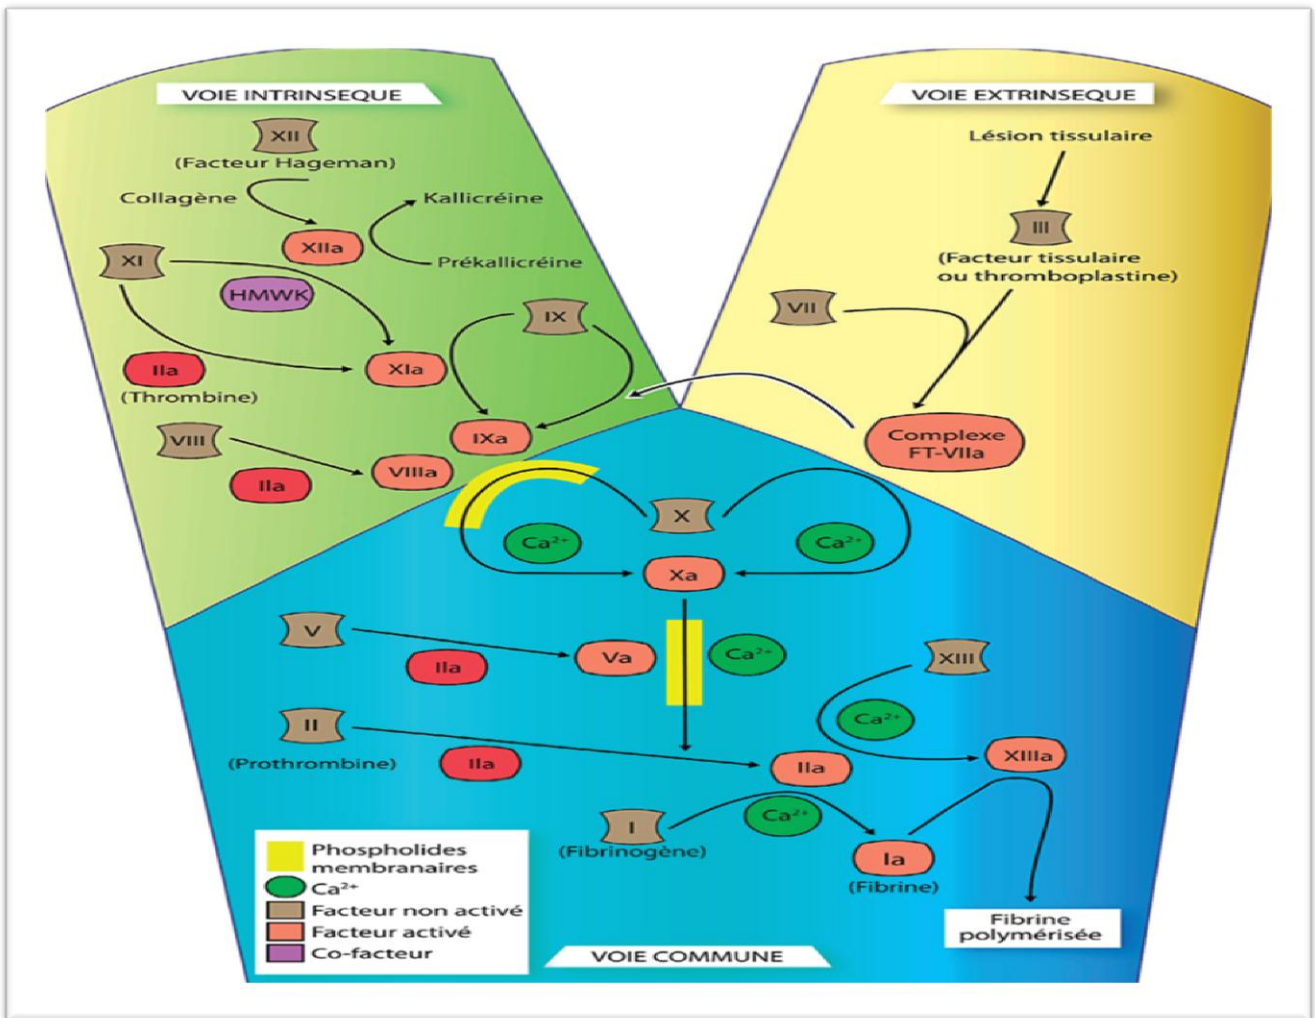 VOIE INTRINSEQUE
XII
(Facteur Hageman)
Collagène
Kallicréine
XIIa
Prékallicréine
XI
HMWK
IX
IIa
(Thrombine)
XIa
VIII
IXa
VIIIa
IIa
VOIE EXTRINSEQUE
Lésion tissulaire
III
(Facteur tissulaire
ou thromboplastine)
VII
Complexe
FT-VIIa
X
Ca²⁺
Ca²⁺
Xa
V
IIa
Va
Ca²⁺
XIII
II
(Prothrombine)
IIa
Ca²⁺
IIa
XIIIa
I
(Fibrinogène)
Ca²⁺
Ia
(Fibrine)
Fibrine
polymérisée
Phospholides
membranaires
Ca²⁺
Facteur non activé
Facteur activé
Co-facteur
VOIE COMMUNE